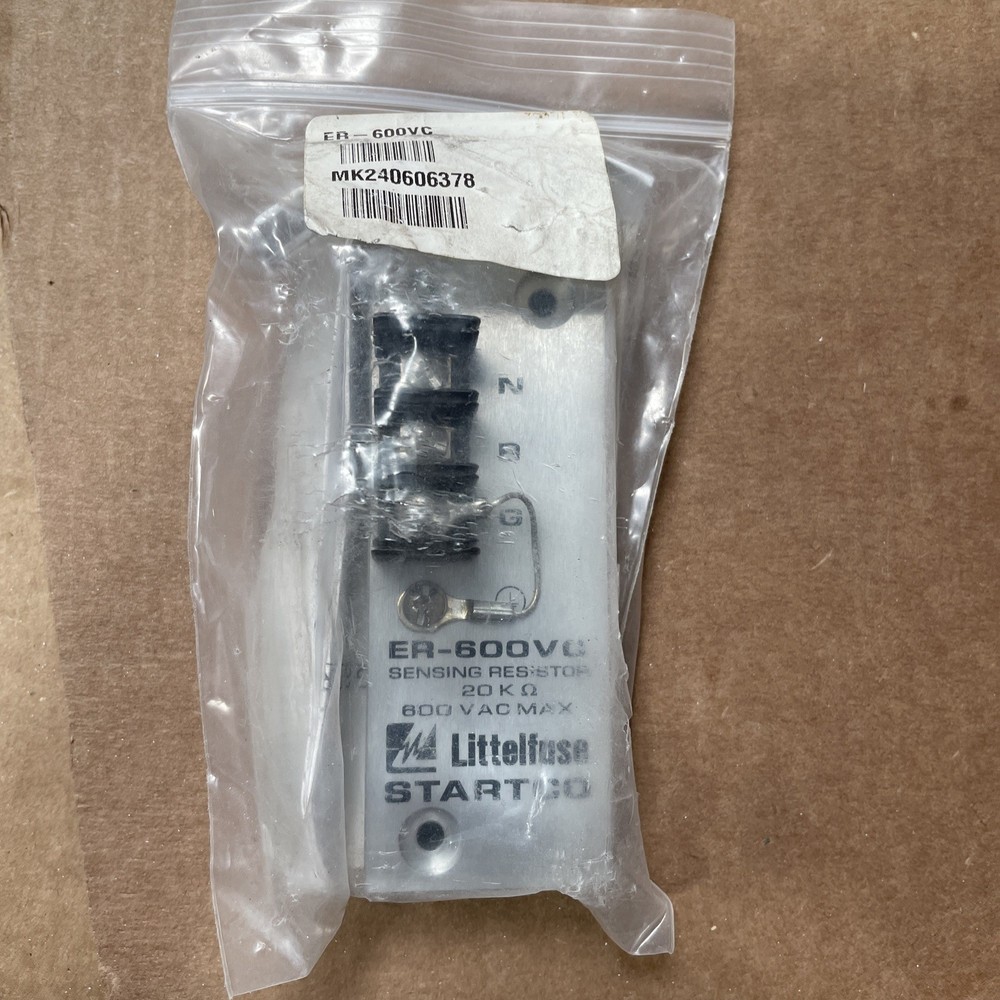 ER-600VC
MK240606378
N
R
G
ER-600VC
SENSING RESISTOR
20 K Ω
600 VAC MAX
Littelfuse
STARTCO